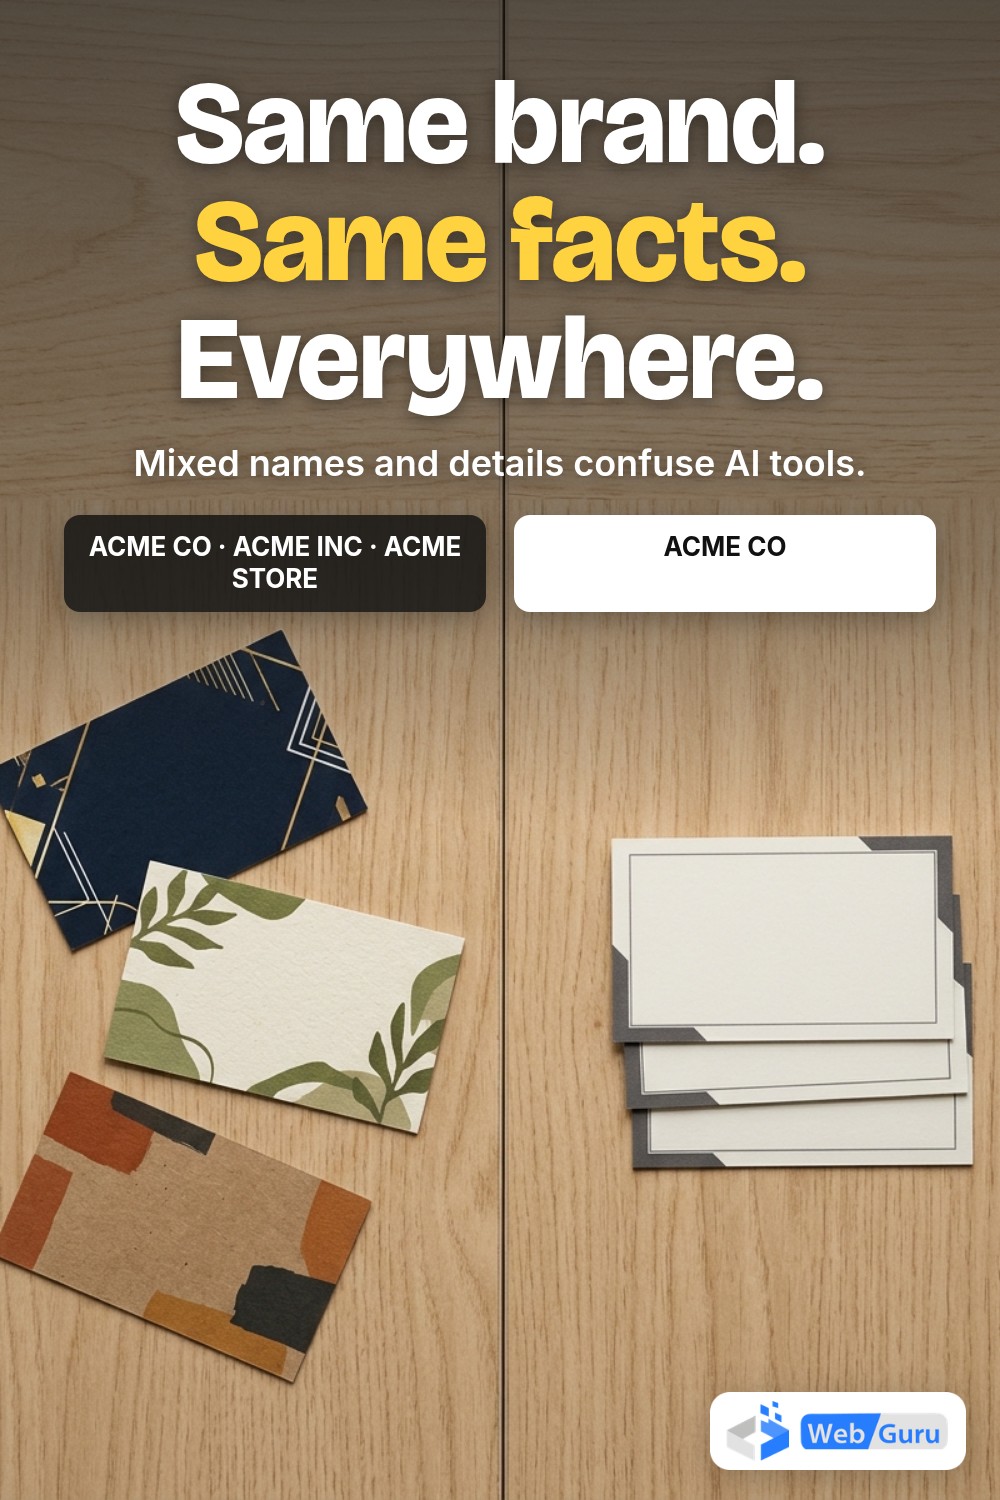 Same brand.
Same facts.
Everywhere.
Mixed names and details confuse AI tools.
ACME CO · ACME INC · ACME
STORE
ACME CO
Web Guru